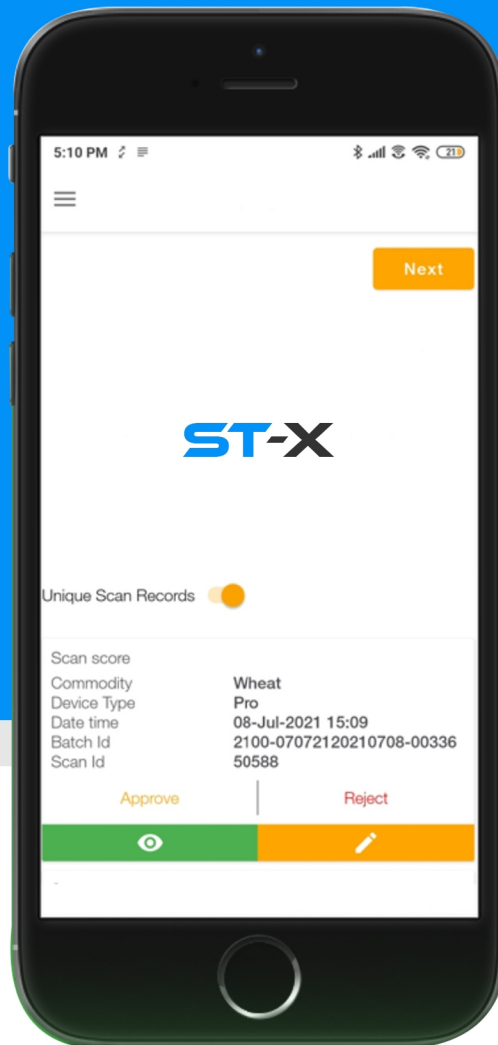 5:10 PM
21
Next
ST-X
Unique Scan Records
Scan score
Commodity Wheat
Device Type Pro
Date time 08-Jul-2021 15:09
Batch Id 2100-07072120210708-00336
Scan Id 50588
Approve Reject